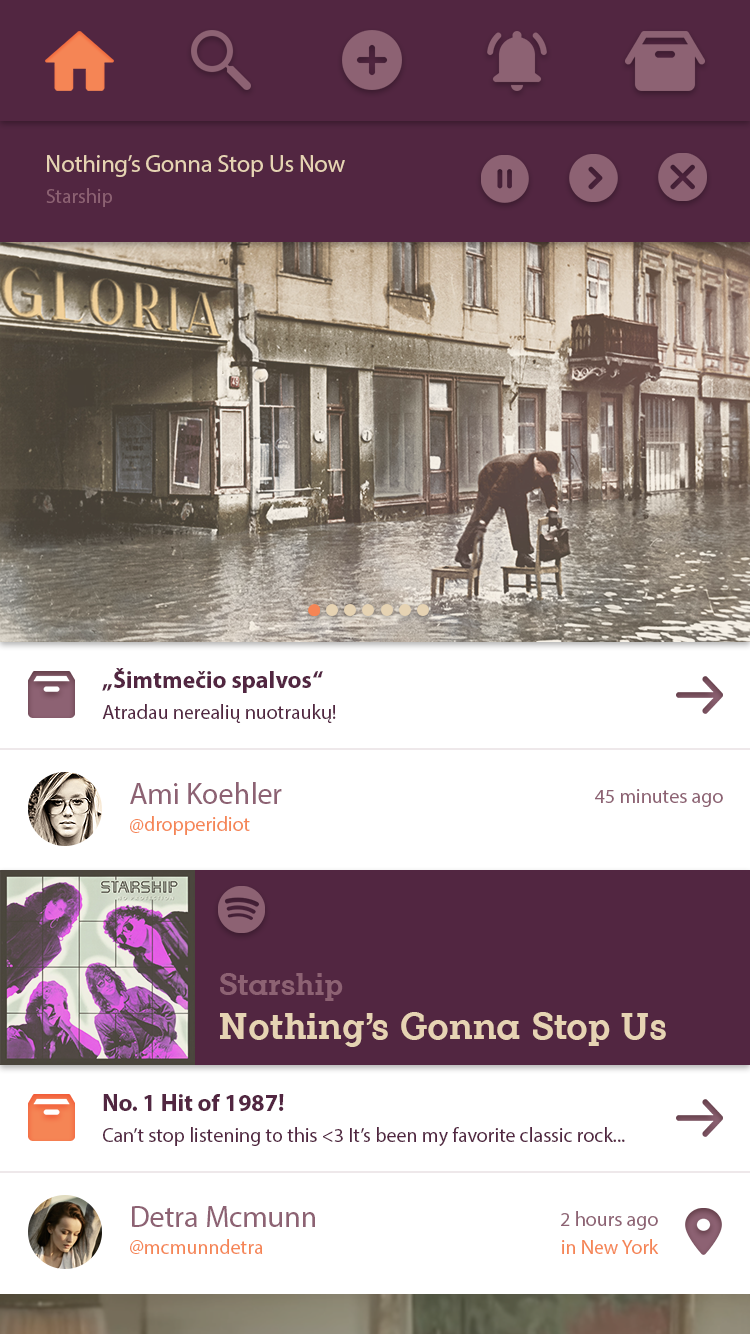 Nothing’s Gonna Stop Us Now
Starship
GLORIA
„Šimtmečio spalvos“
Atradau nerealių nuotraukų!
Ami Koehler
45 minutes ago
@dropperidiot
STARSHIP
Starship
Nothing’s Gonna Stop Us
No. 1 Hit of 1987!
Can’t stop listening to this <3 It’s been my favorite classic rock...
Detra Mcmunn
2 hours ago
@mcmunndetra
in New York